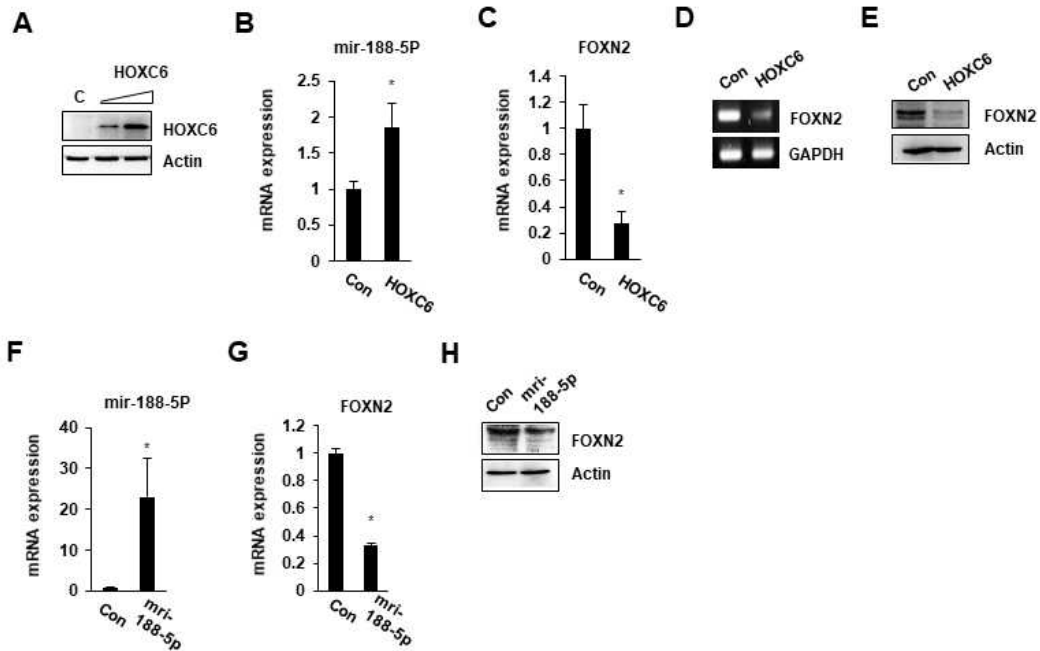 A
HOXC6
C
HOXC6
Actin
B
mir-188-5P
mRNA expression
2.5
2
1.5
1
0.5
0
*
Con
HOXC6
C
FOXN2
mRNA expression
1.4
1.2
1
0.8
0.6
0.4
0.2
0
*
Con
HOXC6
D
Con
HOXC6
FOXN2
GAPDH
E
Con
HOXC6
FOXN2
Actin
F
mir-188-5P
mRNA expression
40
30
20
10
0
*
Con
mri-
188-5p
G
FOXN2
mRNA expression
1.2
1
0.8
0.6
0.4
0.2
0
*
Con
mri-
188-5p
H
Con
mri-
188-5p
FOXN2
Actin